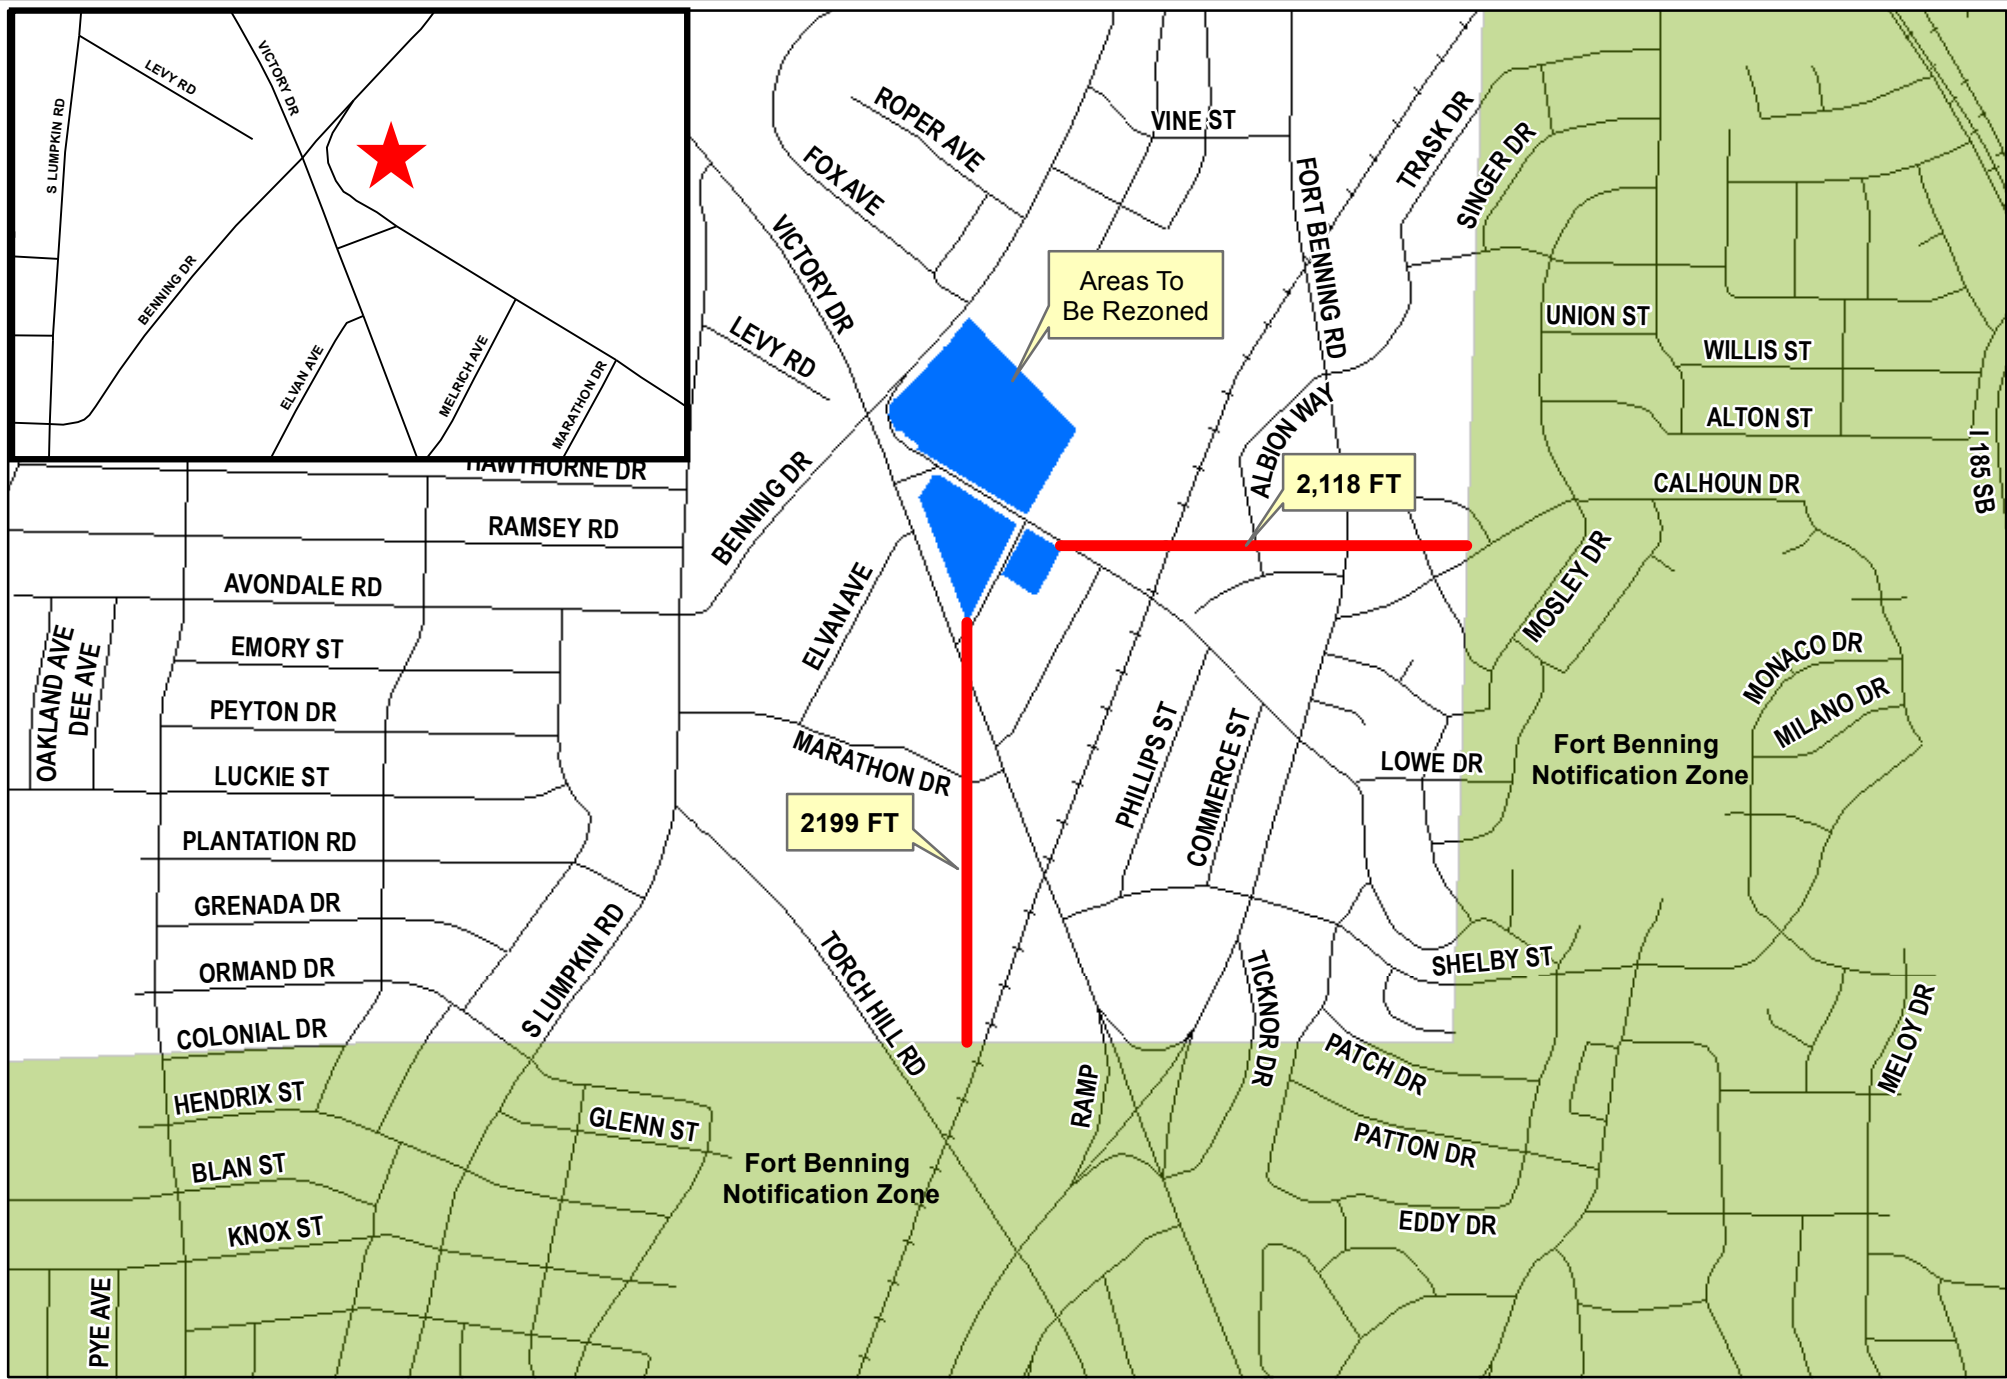 LEVY RD
VICTORY DR
S LUMPKIN RD
BENNING DR
ELVAN AVE
MELRICH AVE
MARATHON DR
ROPER AVE
FOX AVE
VINE ST
TRASK DR
SINGER DR
FORT BENNING RD
VICTORY DR
Areas To
Be Rezoned
LEVY RD
UNION ST
WILLIS ST
ALTON ST
ALBION WAY
I 185 SB
HAWTHORNE DR
RAMSEY RD
BENNING DR
2,118 FT
CALHOUN DR
AVONDALE RD
MOSLEY DR
ELVAN AVE
OAKLAND AVE
DEE AVE
EMORY ST
MONACO DR
MILANO DR
PEYTON DR
MARATHON DR
PHILLIPS ST
COMMERCE ST
LOWE DR
Fort Benning
Notification Zone
LUCKIE ST
2199 FT
PLANTATION RD
GRENADA DR
S LUMPKIN RD
TORCH HILL RD
SHELBY ST
TICKNOR DR
ORMAND DR
COLONIAL DR
MELOY DR
PATCH DR
RAMP
HENDRIX ST
GLENN ST
PATTON DR
BLAN ST
Fort Benning
Notification Zone
EDDY DR
KNOX ST
PYE AVE